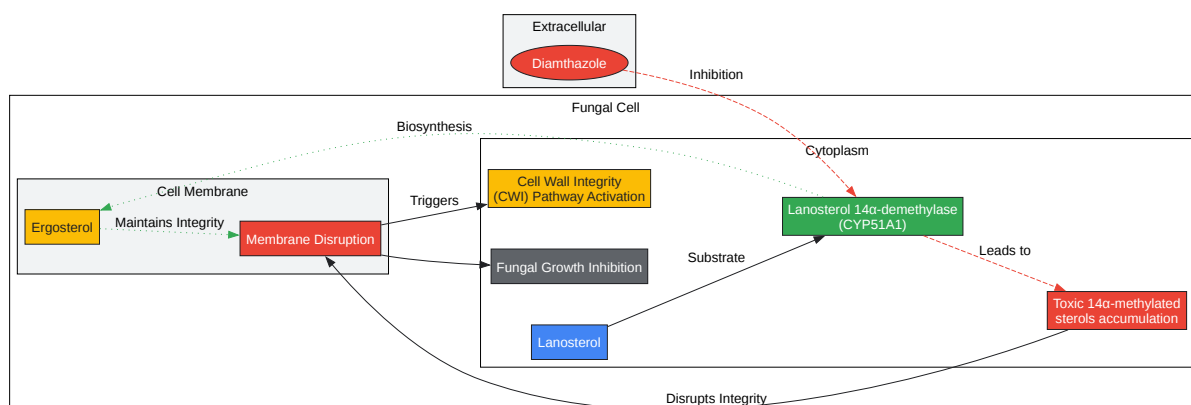 Extracellular
Diamthazole
Inhibition
Fungal Cell
Biosynthesis
Cytoplasm
Cell Membrane
Cell Wall Integrity
(CWI) Pathway Activation
Triggers
Ergosterol
Maintains Integrity
Membrane Disruption
Lanosterol 14α-demethylase
(CYP51A1)
Leads to
Substrate
Fungal Growth Inhibition
Toxic 14α-methylated
sterols accumulation
Lanosterol
Disrupts Integrity